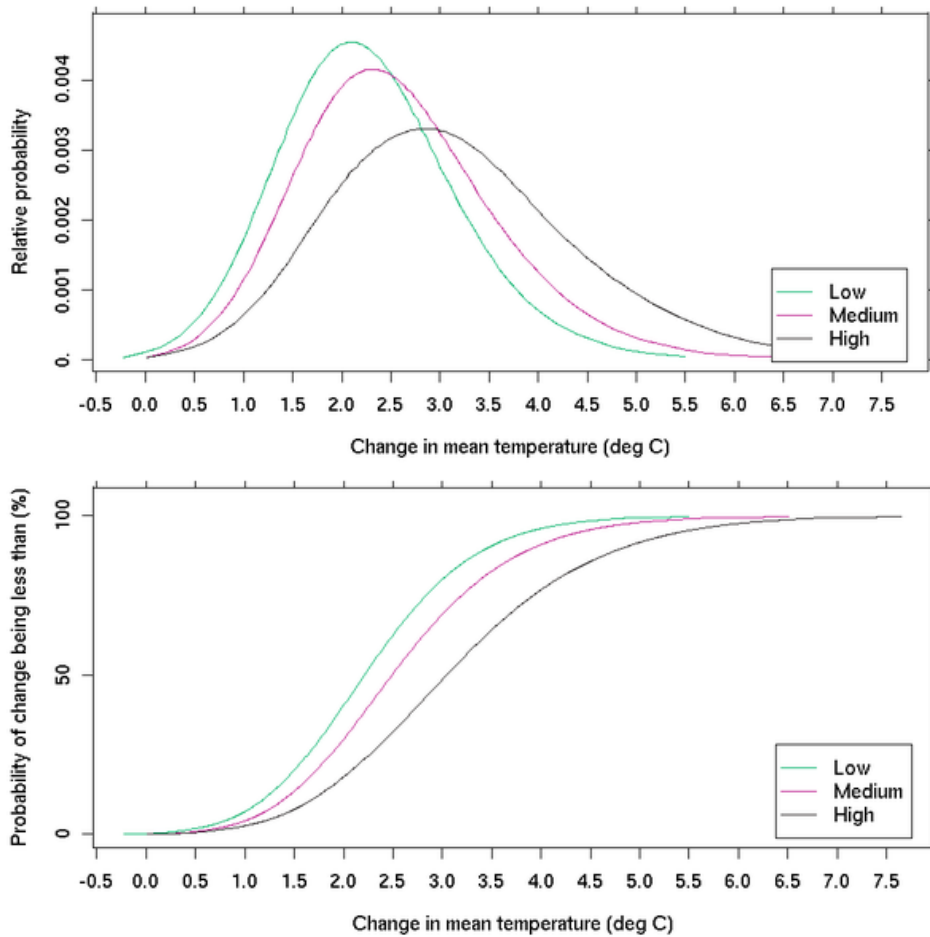 Relative probability
0.004
0.003
0.002
0.001
0.
Low
Medium
High
-0.5 0.0 0.5 1.0 1.5 2.0 2.5 3.0 3.5 4.0 4.5 5.0 5.5 6.0 6.5 7.0 7.5
Change in mean temperature (deg C)
Probability of change being less than (%)
100
50
0
Low
Medium
High
-0.5 0.0 0.5 1.0 1.5 2.0 2.5 3.0 3.5 4.0 4.5 5.0 5.5 6.0 6.5 7.0 7.5
Change in mean temperature (deg C)